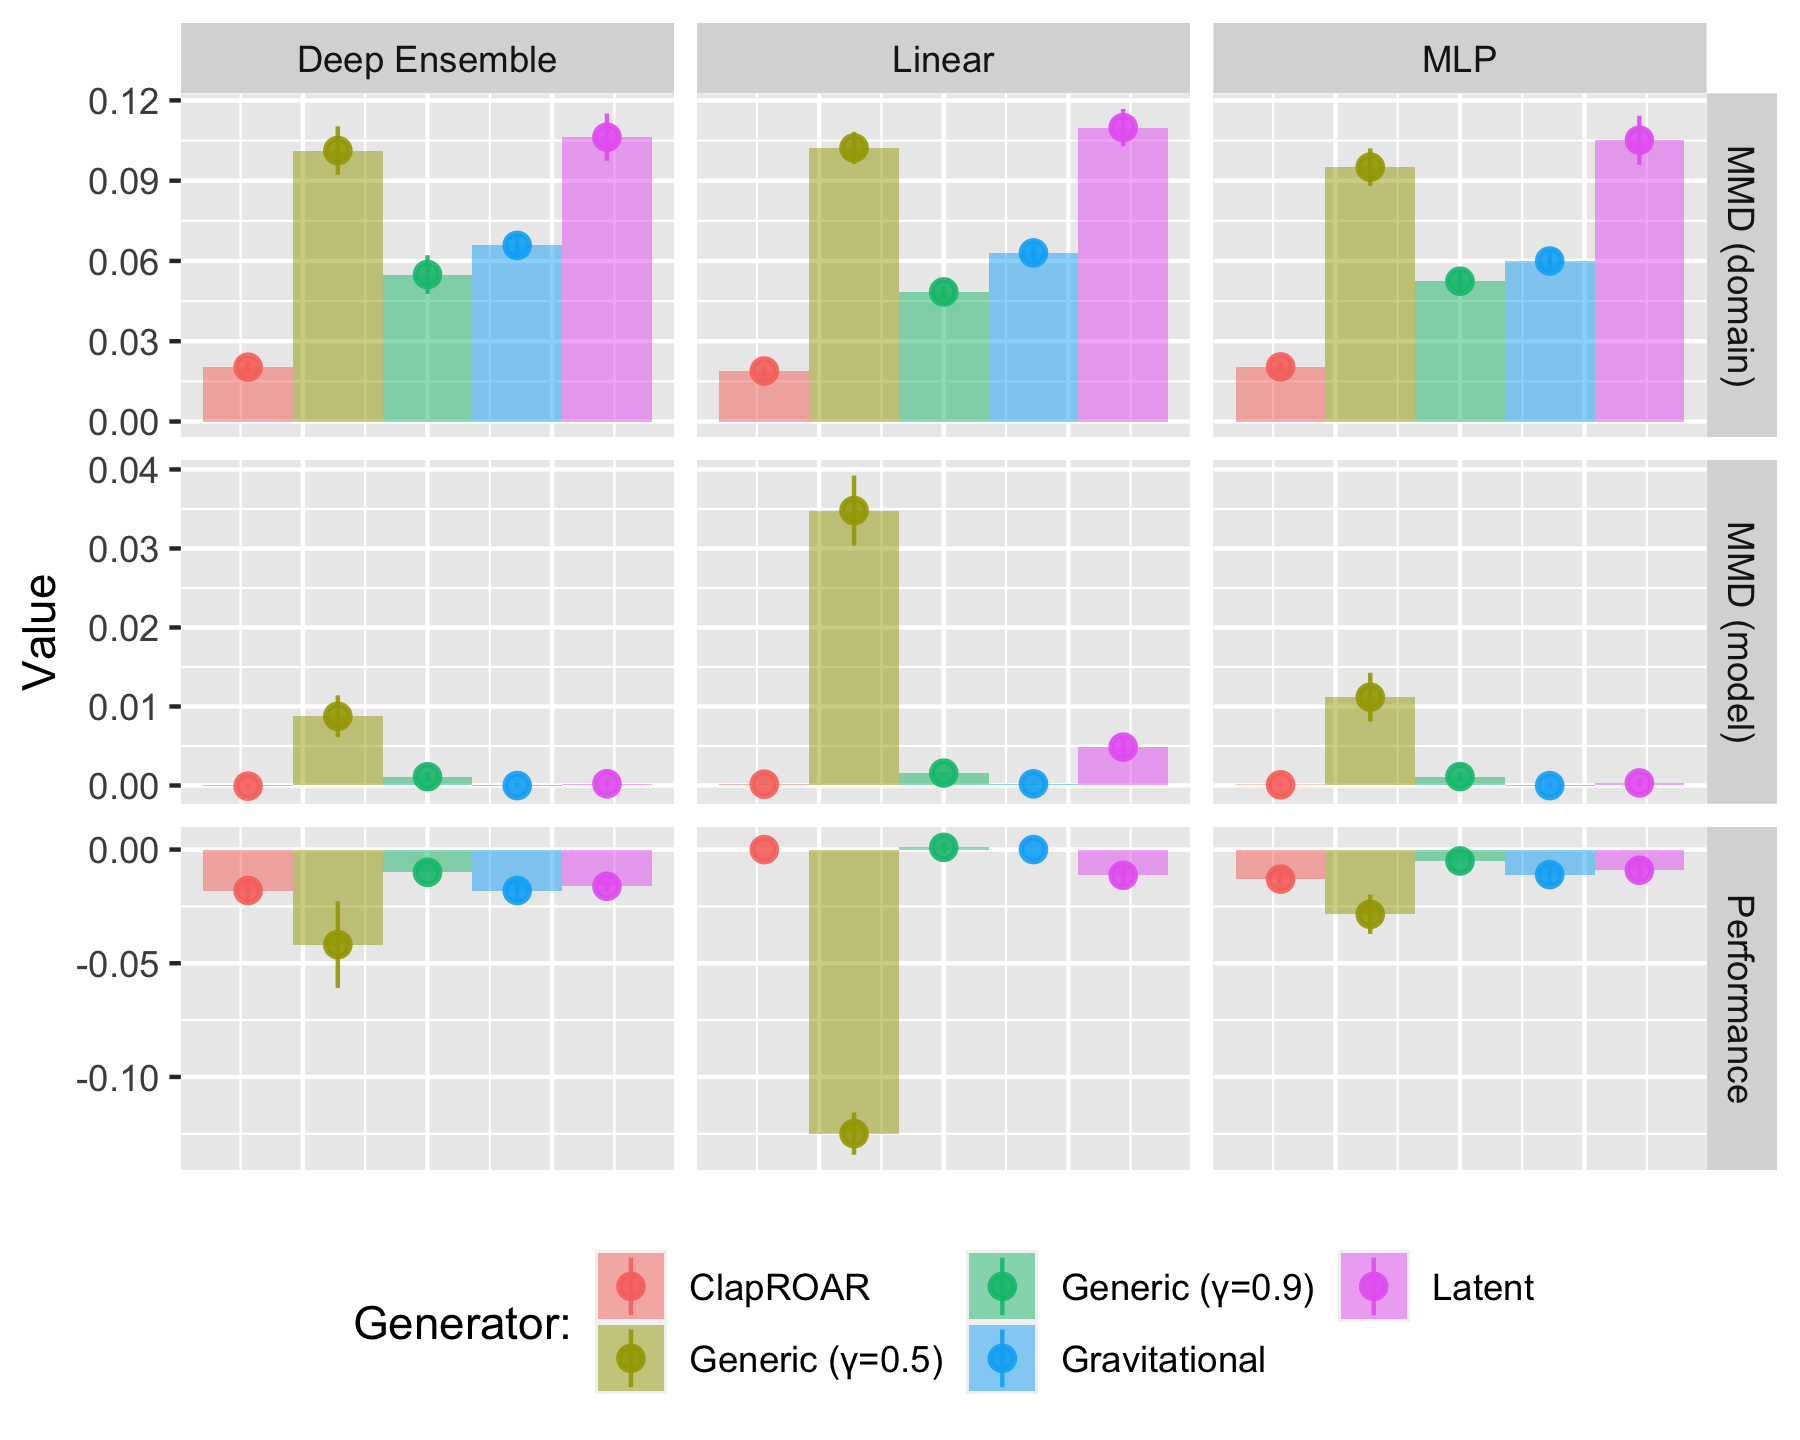 Deep Ensemble
Linear
MLP
0.12
0.09
0.06
0.03
0.00
MMD (domain)
0.04
0.03
0.02
0.01
0.00
MMD (model)
0.00
-0.05
-0.10
Performance
Value
Generator:
ClapROAR
Generic (γ=0.9)
Latent
Generic (γ=0.5)
Gravitational